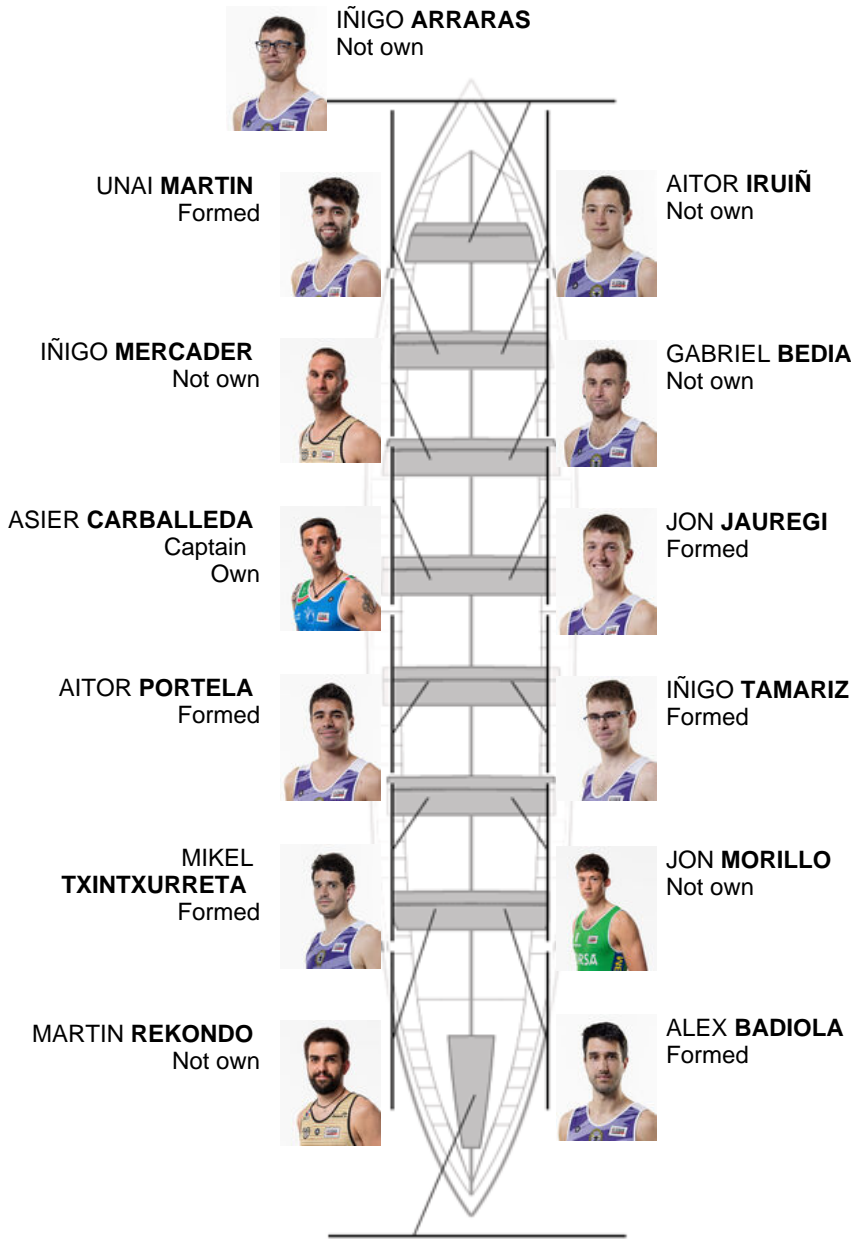 IÑIGO ARRARAS
Not own
UNAI MARTIN
Formed
AITOR IRUIÑ
Not own
IÑIGO MERCADER
Not own
GABRIEL BEDIA
Not own
ASIER CARBALLEDA
Captain
Own
JON JAUREGI
Formed
AITOR PORTELA
Formed
IÑIGO TAMARIZ
Formed
MIKEL
TXINTXURRETA
Formed
JON MORILLO
Not own
MARTIN REKONDO
Not own
ALEX BADIOLA
Formed